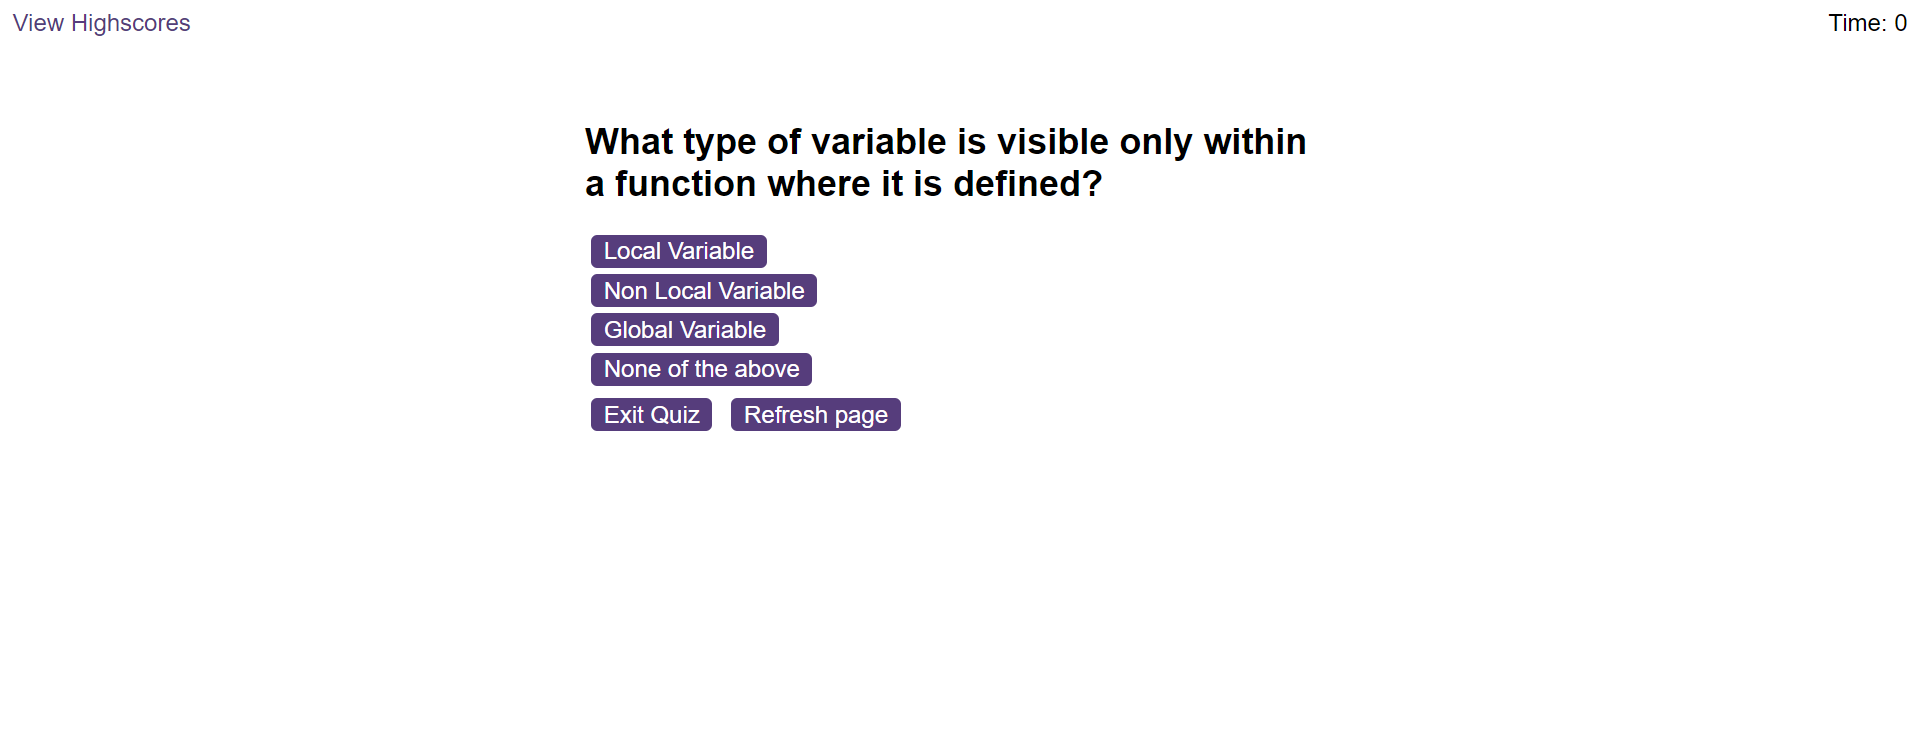 View Highscores
Time: 0
What type of variable is visible only within
a function where it is defined?
Local Variable
Non Local Variable
Global Variable
None of the above
Exit Quiz Refresh page